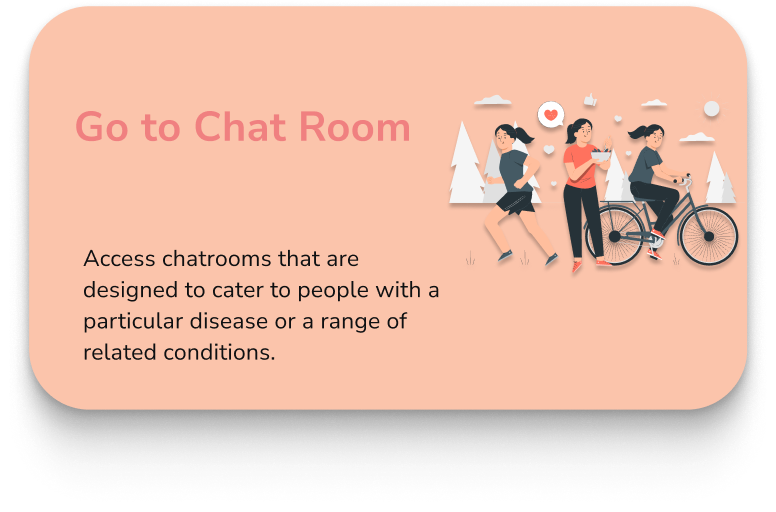 Go to Chat Room
Access chatrooms that are
designed to cater to people with a
particular disease or a range of
related conditions.